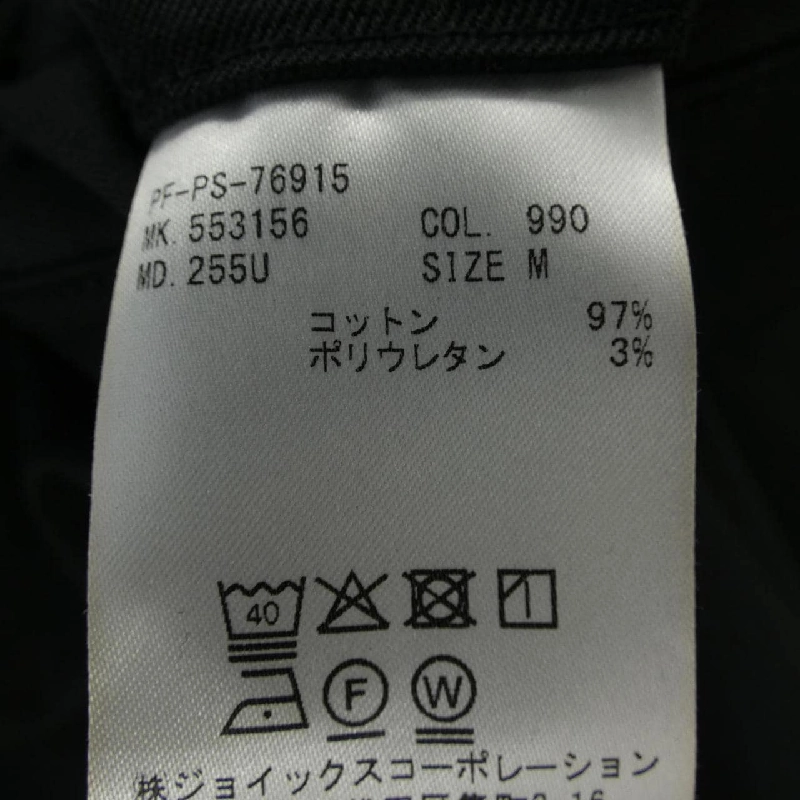 PF-PS-76915
MK. 553156 COL. 990
MD. 255U SIZE M
コットン 97%
ポリウレタン 3%
40
F W
株ジョイックスコーポレーション